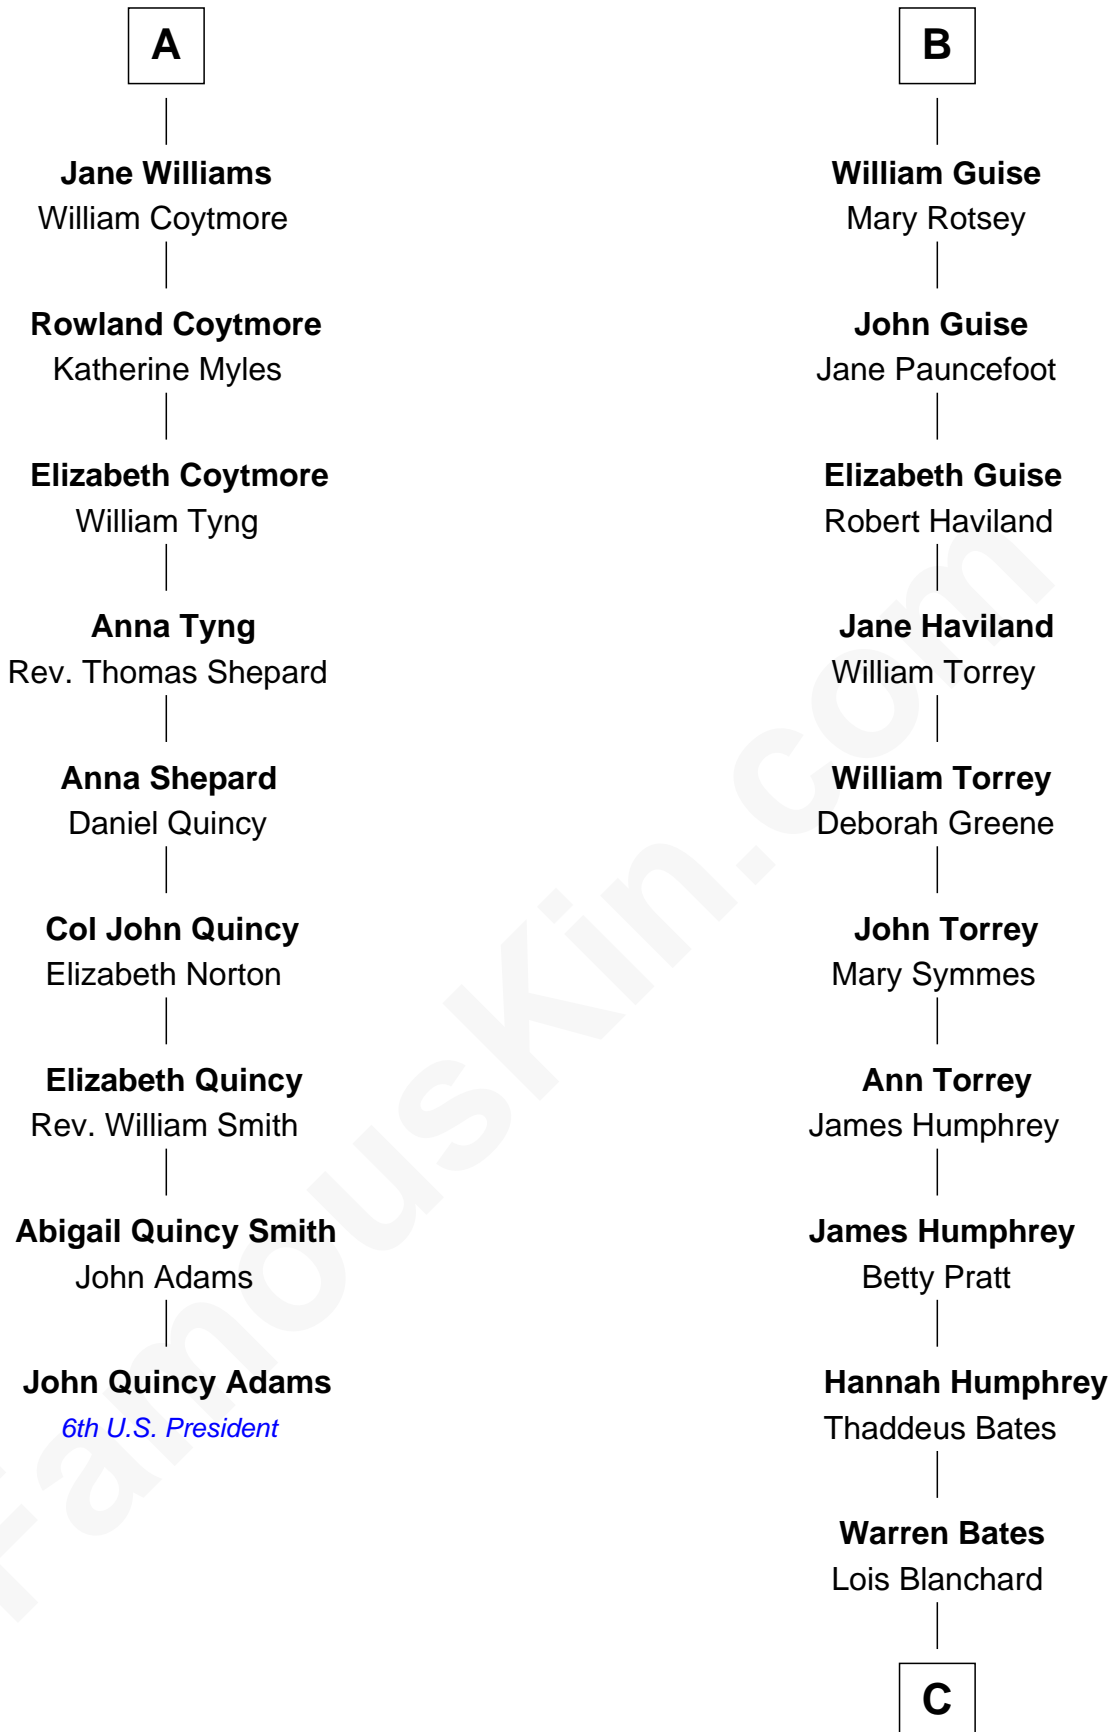 A
Jane Williams
William Coytmore
Rowland Coytmore
Katherine Myles
Elizabeth Coytmore
William Tyng
Anna Tyng
Rev. Thomas Shepard
Anna Shepard
Daniel Quincy
Col John Quincy
Elizabeth Norton
Elizabeth Quincy
Rev. William Smith
Abigail Quincy Smith
John Adams
John Quincy Adams
6th U.S. President
B
William Guise
Mary Rotsey
John Guise
Jane Pauncefoot
Elizabeth Guise
Robert Haviland
Jane Haviland
William Torrey
William Torrey
Deborah Greene
John Torrey
Mary Symmes
Ann Torrey
James Humphrey
James Humphrey
Betty Pratt
Hannah Humphrey
Thaddeus Bates
Warren Bates
Lois Blanchard
C
FamousKin.com